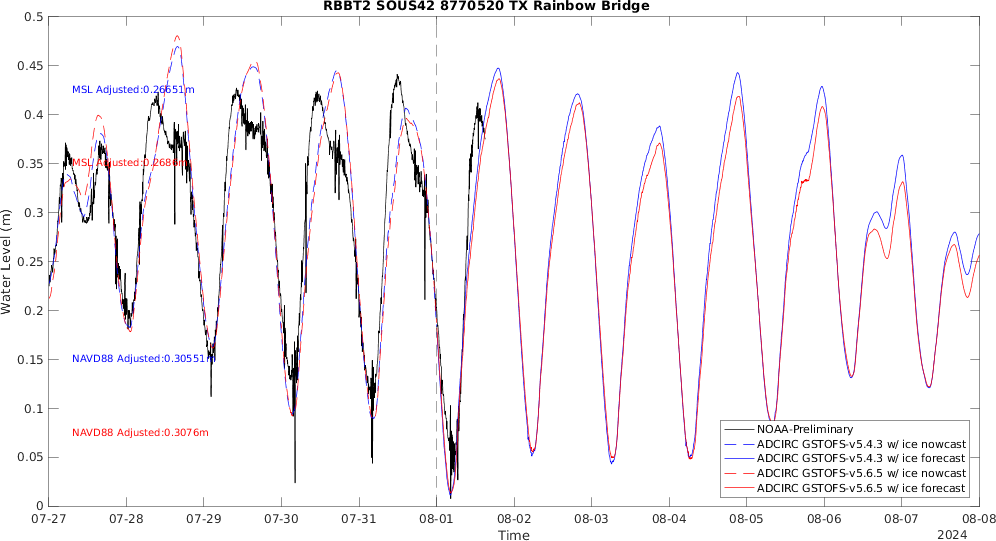 RBBT2 SOUS42 8770520 TX Rainbow Bridge
0.5
0.45
0.4
0.35
0.3
0.25
0.2
0.15
0.1
0.05
0
Water Level (m)
MSL Adjusted:0.26651m
MSL Adjusted:0.2686m
NAVD88 Adjusted:0.30551m
NAVD88 Adjusted:0.3076m
NOAA-Preliminary
ADCIRC GSTOFS-v5.4.3 w/ ice nowcast
ADCIRC GSTOFS-v5.4.3 w/ ice forecast
ADCIRC GSTOFS-v5.6.5 w/ ice nowcast
ADCIRC GSTOFS-v5.6.5 w/ ice forecast
07-27 07-28 07-29 07-30 07-31 08-01 08-02 08-03 08-04 08-05 08-06 08-07 08-08
Time
2024